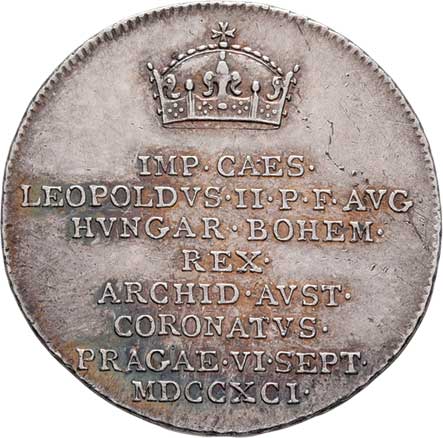 IMP·CAES·
LEOPOLDVS·II·P·F·AVG
HVNGAR·BOHEM·
REX·
ARCHID·AVST·
CORONATVS·
PRAGAE·VI·SEPT·
MDCCXCI·